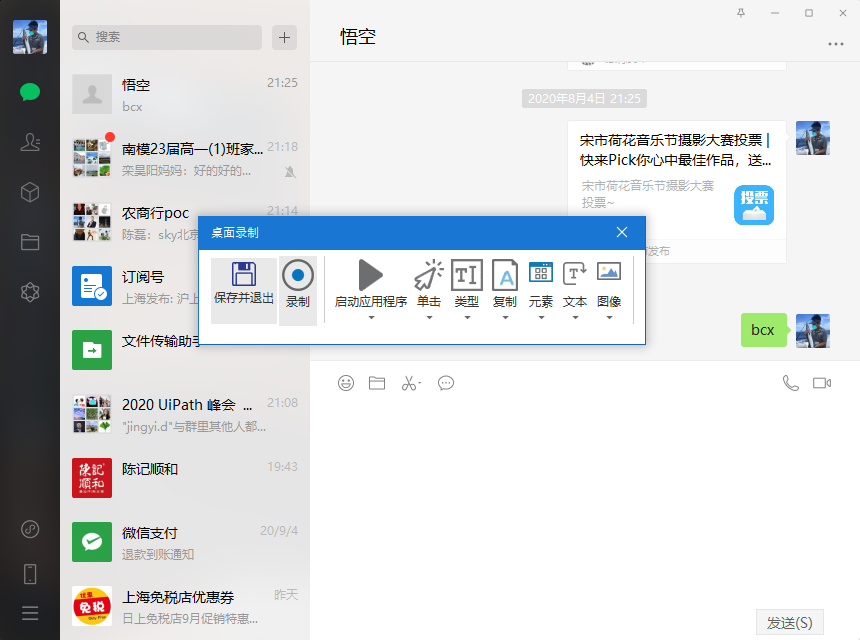 搜索
悟空
21:25
bcx
南模23届高一(1)班家...
21:18
栾昊阳妈妈：好的好的...
农商行poc
21:14
陈磊：sky北京
订阅号
上海发布: 沪上
文件传输助手
2020 UiPath 峰会 ...
21:08
"jingyi.d"与群里其他人都...
陈记顺和
19:43
陳記
順和
微信支付
20/9/4
退款到账通知
上海免税店优惠券
昨天
日上免税店9月促销特惠...
免税
悟空
2020年8月4日 21:25
宋市荷花音乐节摄影大赛投票 |
快来Pick你心中最佳作品，送...
宋市荷花音乐节摄影大赛
投票~
投票
发布
bcx
桌面录制
保存并退出
录制
启动应用程序
单击
类型
复制
元素
文本
图像
发送(S)